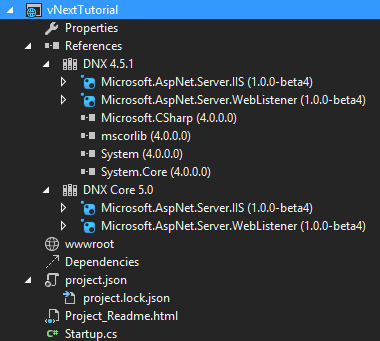 vNextTutorial
Properties
References
DNX 4.5.1
Microsoft.AspNet.Server.IIS (1.0.0-beta4)
Microsoft.AspNet.Server.WebListener (1.0.0-beta4)
Microsoft.CSharp (4.0.0.0)
mscorlib (4.0.0.0)
System (4.0.0.0)
System.Core (4.0.0.0)
DNX Core 5.0
Microsoft.AspNet.Server.IIS (1.0.0-beta4)
Microsoft.AspNet.Server.WebListener (1.0.0-beta4)
wwwroot
Dependencies
project.json
project.lock.json
Project_Readme.html
C# Startup.cs